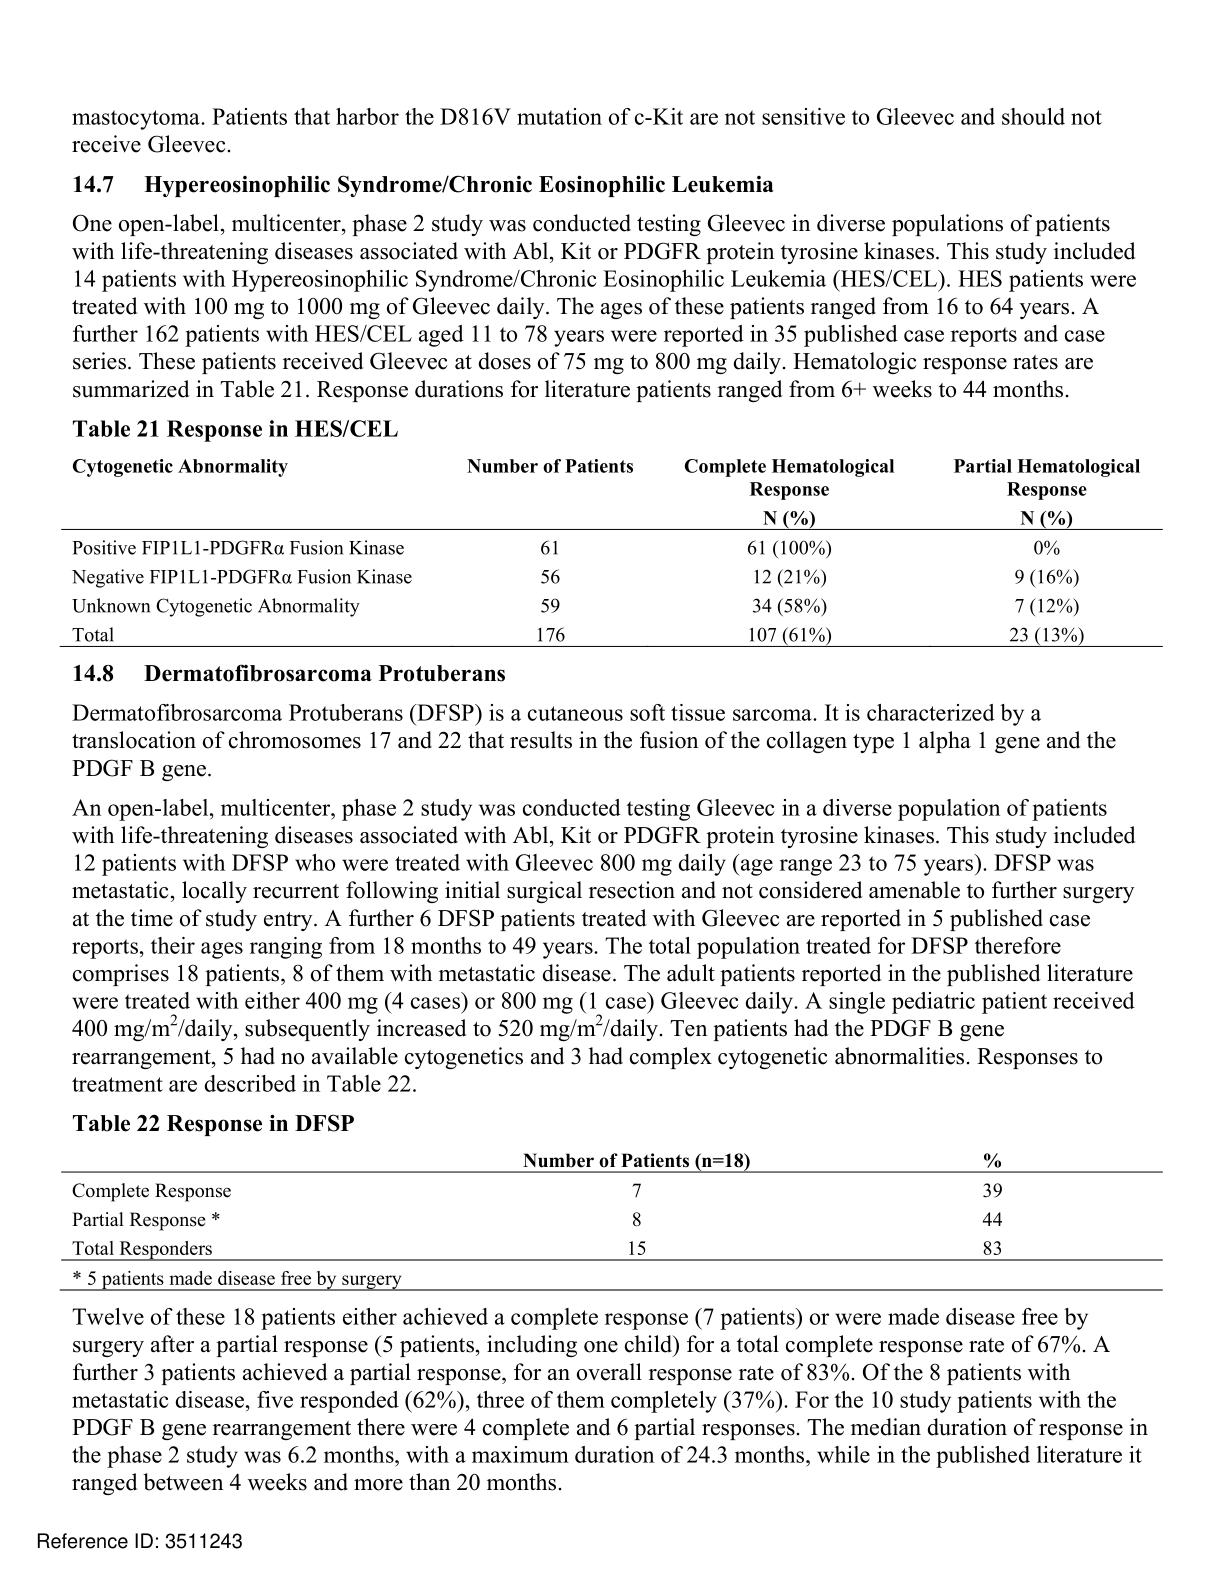 mastocytoma. Patients that harbor the D816V mutation of c-Kit are not sensitive to Gleevec and should not
receive Gleevec.
14.7 Hypereosinophilic Syndrome/Chronic Eosinophilic Leukemia
One open-label, multicenter, phase 2 study was conducted testing Gleevec in diverse populations of patients
with life-threatening diseases associated with Abl, Kit or PDGFR protein tyrosine kinases. This study included
14 patients with Hypereosinophilic Syndrome/Chronic Eosinophilic Leukemia (HES/CEL). HES patients were
treated with 100 mg to 1000 mg of Gleevec daily. The ages of these patients ranged from 16 to 64 years. A
further 162 patients with HES/CEL aged 11 to 78 years were reported in 35 published case reports and case
series. These patients received Gleevec at doses of 75 mg to 800 mg daily. Hematologic response rates are
summarized in Table 21. Response durations for literature patients ranged from 6+ weeks to 44 months.
Table 21 Response in HES/CEL
Cytogenetic Abnormality Number of Patients Complete Hematological Partial Hematological
Response Response
N (%) N (%)
Positive FIP1L1-PDGFRα Fusion Kinase 61 61 (100%) 0%
Negative FIP1L1-PDGFRα Fusion Kinase 56 12 (21%) 9 (16%)
Unknown Cytogenetic Abnormality 59 34 (58%) 7 (12%)
Total 176 107 (61%) 23 (13%)
14.8 Dermatofibrosarcoma Protuberans
Dermatofibrosarcoma Protuberans (DFSP) is a cutaneous soft tissue sarcoma. It is characterized by a
translocation of chromosomes 17 and 22 that results in the fusion of the collagen type 1 alpha 1 gene and the
PDGF B gene.
An open-label, multicenter, phase 2 study was conducted testing Gleevec in a diverse population of patients
with life-threatening diseases associated with Abl, Kit or PDGFR protein tyrosine kinases. This study included
12 patients with DFSP who were treated with Gleevec 800 mg daily (age range 23 to 75 years). DFSP was
metastatic, locally recurrent following initial surgical resection and not considered amenable to further surgery
at the time of study entry. A further 6 DFSP patients treated with Gleevec are reported in 5 published case
reports, their ages ranging from 18 months to 49 years. The total population treated for DFSP therefore
comprises 18 patients, 8 of them with metastatic disease. The adult patients reported in the published literature
were treated with either 400 mg (4 cases) or 800 mg (1 case) Gleevec daily. A single pediatric patient received
400 mg/m²/daily, subsequently increased to 520 mg/m²/daily. Ten patients had the PDGF B gene
rearrangement, 5 had no available cytogenetics and 3 had complex cytogenetic abnormalities. Responses to
treatment are described in Table 22.
Table 22 Response in DFSP
Number of Patients (n=18) %
Complete Response 7 39
Partial Response * 8 44
Total Responders 15 83
* 5 patients made disease free by surgery
Twelve of these 18 patients either achieved a complete response (7 patients) or were made disease free by
surgery after a partial response (5 patients, including one child) for a total complete response rate of 67%. A
further 3 patients achieved a partial response, for an overall response rate of 83%. Of the 8 patients with
metastatic disease, five responded (62%), three of them completely (37%). For the 10 study patients with the
PDGF B gene rearrangement there were 4 complete and 6 partial responses. The median duration of response in
the phase 2 study was 6.2 months, with a maximum duration of 24.3 months, while in the published literature it
ranged between 4 weeks and more than 20 months.
Reference ID: 3511243